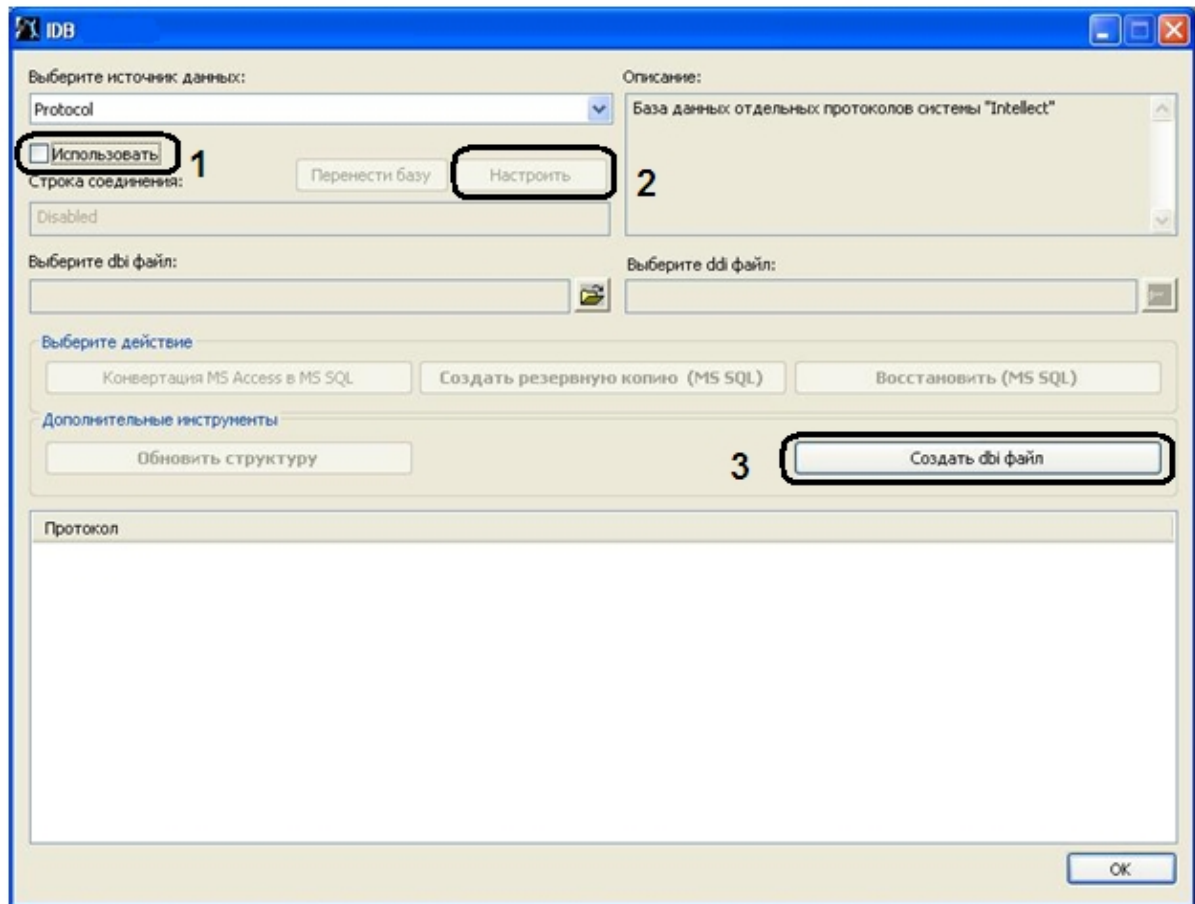 IDB
Выберите источник данных:
Описание:
Protocol
База данных отдельных протоколов системы "Intellect"
Использовать
1
Строка соединения:
Перенести базу
Настроить
2
Disabled
Выберите dbi файл:
Выберите ddi файл:
Выберите действие
Конвертация MS Access в MS SQL
Создать резервную копию (MS SQL)
Восстановить (MS SQL)
Дополнительные инструменты
Обновить структуру
3
Создать dbi файл
Протокол
OK